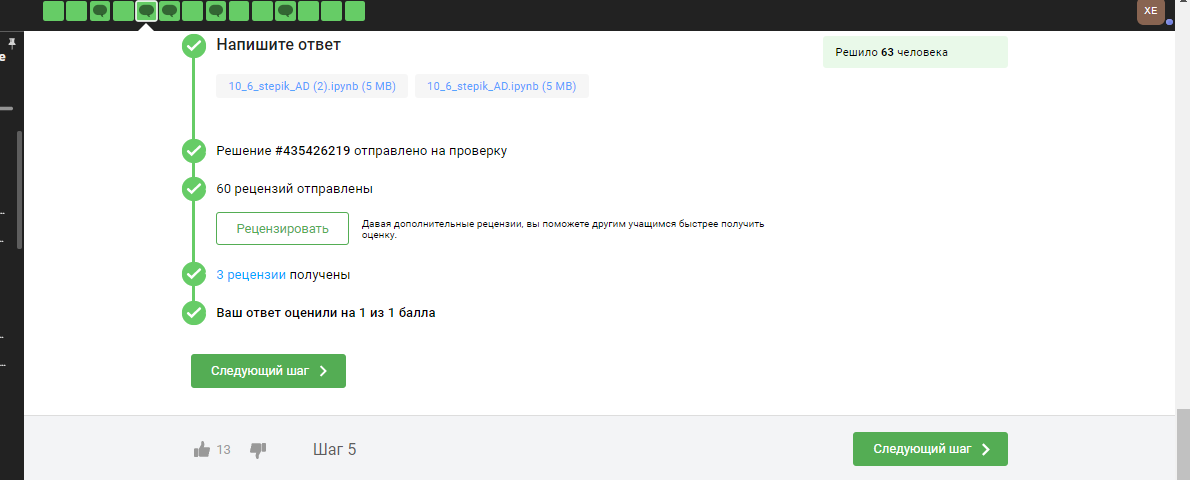 XE
e
Напишите ответ
Решило 63 человека
10_6_stepik_AD (2).ipynb (5 MB)
10_6_stepik_AD.ipynb (5 MB)
Решение #435426219 отправлено на проверку
60 рецензий отправлены
Рецензировать
Давая дополнительные рецензии, вы поможете другим учащимся быстрее получить
оценку.
3 рецензии получены
Ваш ответ оценили на 1 из 1 балла
Следующий шаг
13
Шаг 5
Следующий шаг